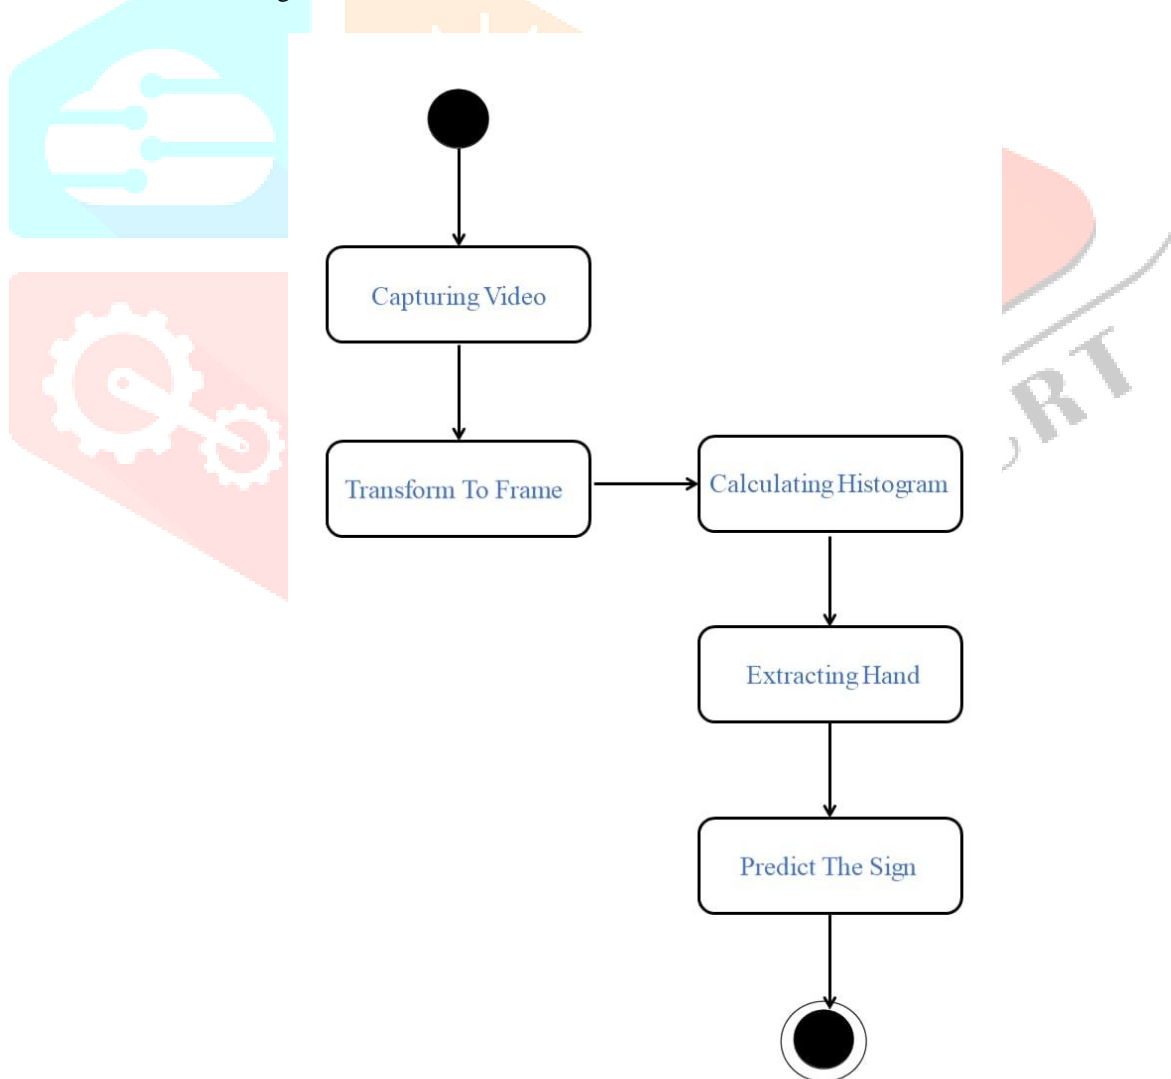 Capturing Video
Transform To Frame
Calculating Histogram
Extracting Hand
Predict The Sign